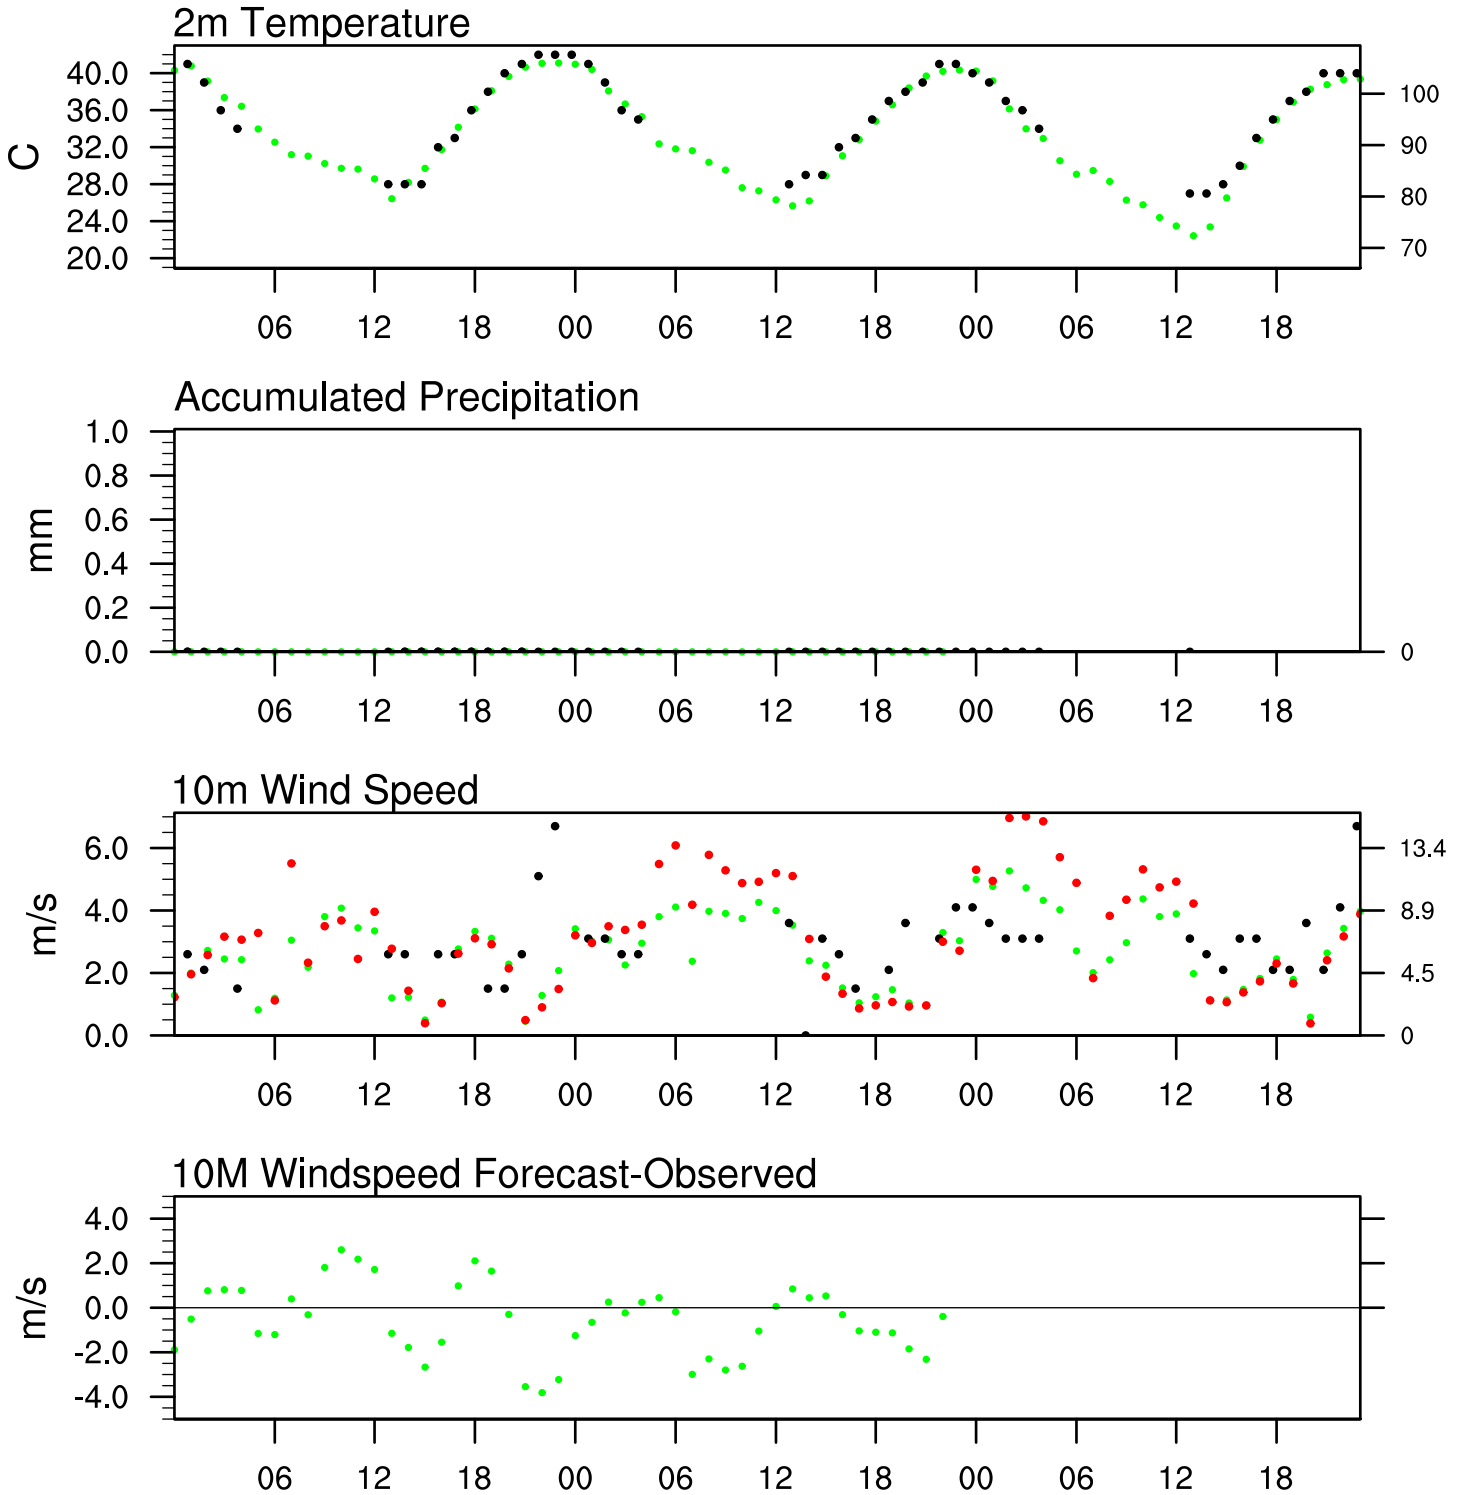 2m Temperature
40.0
36.0
32.0
28.0
24.0
20.0
C
100
90
80
70
06 12 18 00 06 12 18 00 06 12 18
Accumulated Precipitation
1.0
0.8
0.6
0.4
0.2
0.0
mm
0
06 12 18 00 06 12 18 00 06 12 18
10m Wind Speed
6.0
4.0
2.0
0.0
m/s
13.4
8.9
4.5
0
06 12 18 00 06 12 18 00 06 12 18
10M Windspeed Forecast-Observed
4.0
2.0
0.0
-2.0
-4.0
m/s
06 12 18 00 06 12 18 00 06 12 18